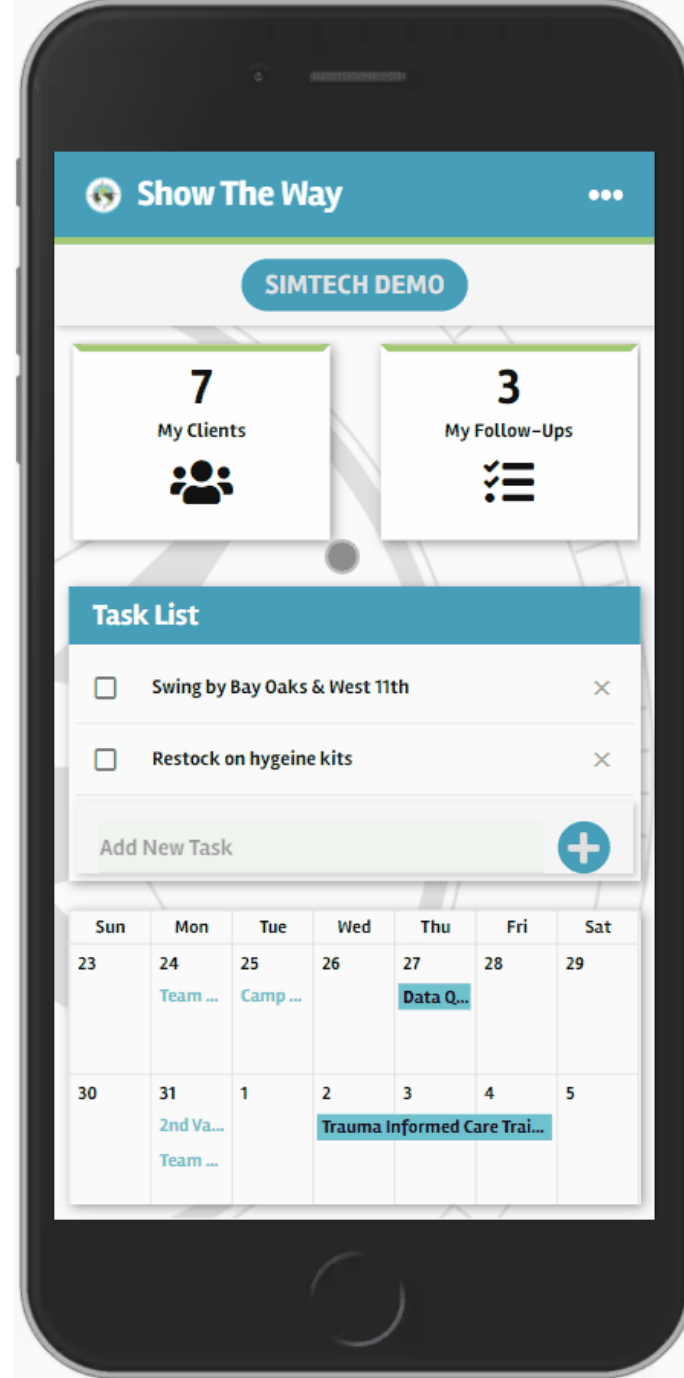 Show The Way
SIMTECH DEMO
7
My Clients
3
My Follow-Ups
Task List
Swing by Bay Oaks & West 11th
Restock on hygeine kits
Add New Task
Sun Mon Tue Wed Thu Fri Sat
23 24 25 26 27 28 29
Team ... Camp ... Data Q...
30 31 1 2 3 4 5
2nd Va... Trauma Informed Care Trai...
Team ...